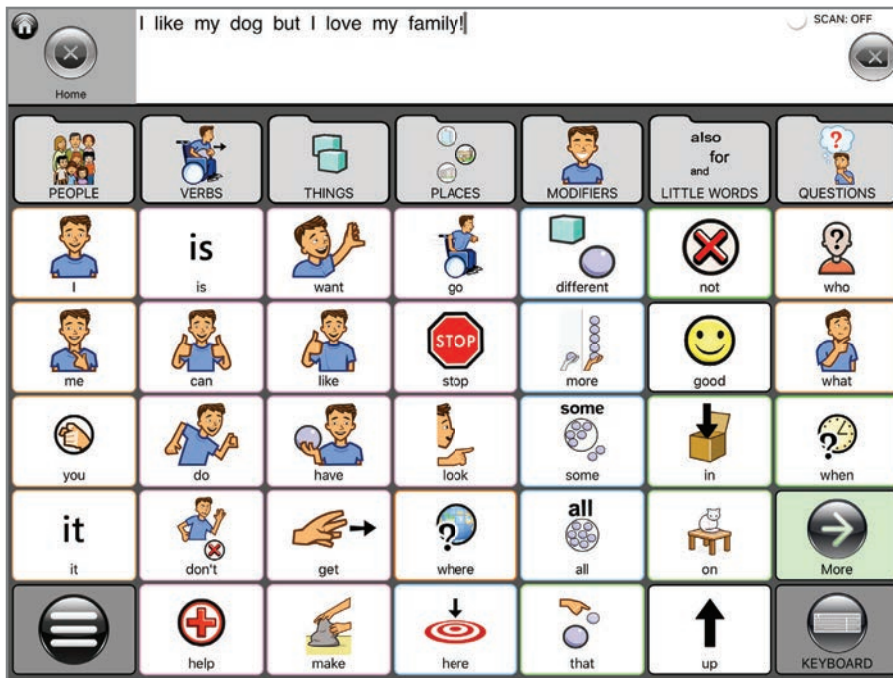 I like my dog but I love my family!
SCAN: OFF
Home
PEOPLE
VERBS
THINGS
PLACES
MODIFIERS
also
for
and
LITTLE WORDS
?
QUESTIONS
I
is
is
want
go
different
not
?
who
me
can
like
STOP
stop
more
good
what
you
do
have
look
some
some
in
?
when
it
it
don't
get
?
where
all
all
on
More
help
make
here
that
up
KEYBOARD